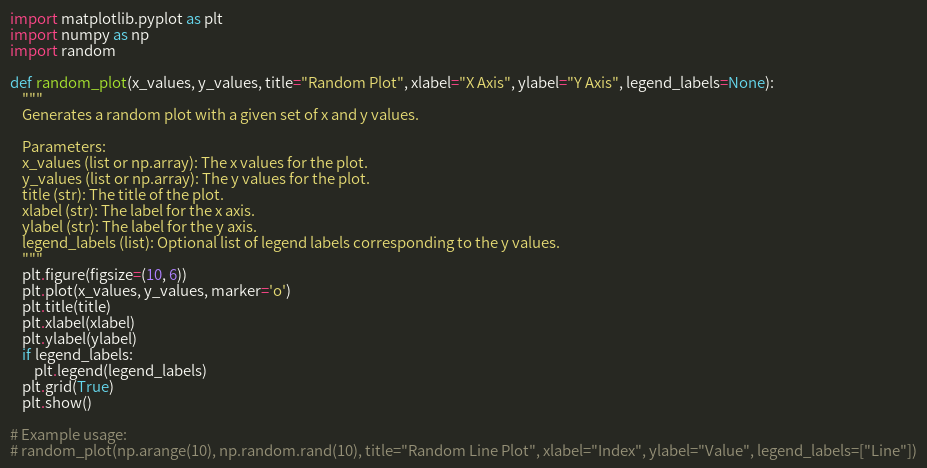 import matplotlib.pyplot as plt
import numpy as np
import random

def random_plot(x_values, y_values, title="Random Plot", xlabel="X Axis", ylabel="Y Axis", legend_labels=None):
    """
    Generates a random plot with a given set of x and y values.

    Parameters:
    x_values (list or np.array): The x values for the plot.
    y_values (list or np.array): The y values for the plot.
    title (str): The title of the plot.
    xlabel (str): The label for the x axis.
    ylabel (str): The label for the y axis.
    legend_labels (list): Optional list of legend labels corresponding to the y values.
    """
    plt.figure(figsize=(10, 6))
    plt.plot(x_values, y_values, marker='o')
    plt.title(title)
    plt.xlabel(xlabel)
    plt.ylabel(ylabel)
    if legend_labels:
        plt.legend(legend_labels)
    plt.grid(True)
    plt.show()

# Example usage:
# random_plot(np.arange(10), np.random.rand(10), title="Random Line Plot", xlabel="Index", ylabel="Value", legend_labels=["Line"])